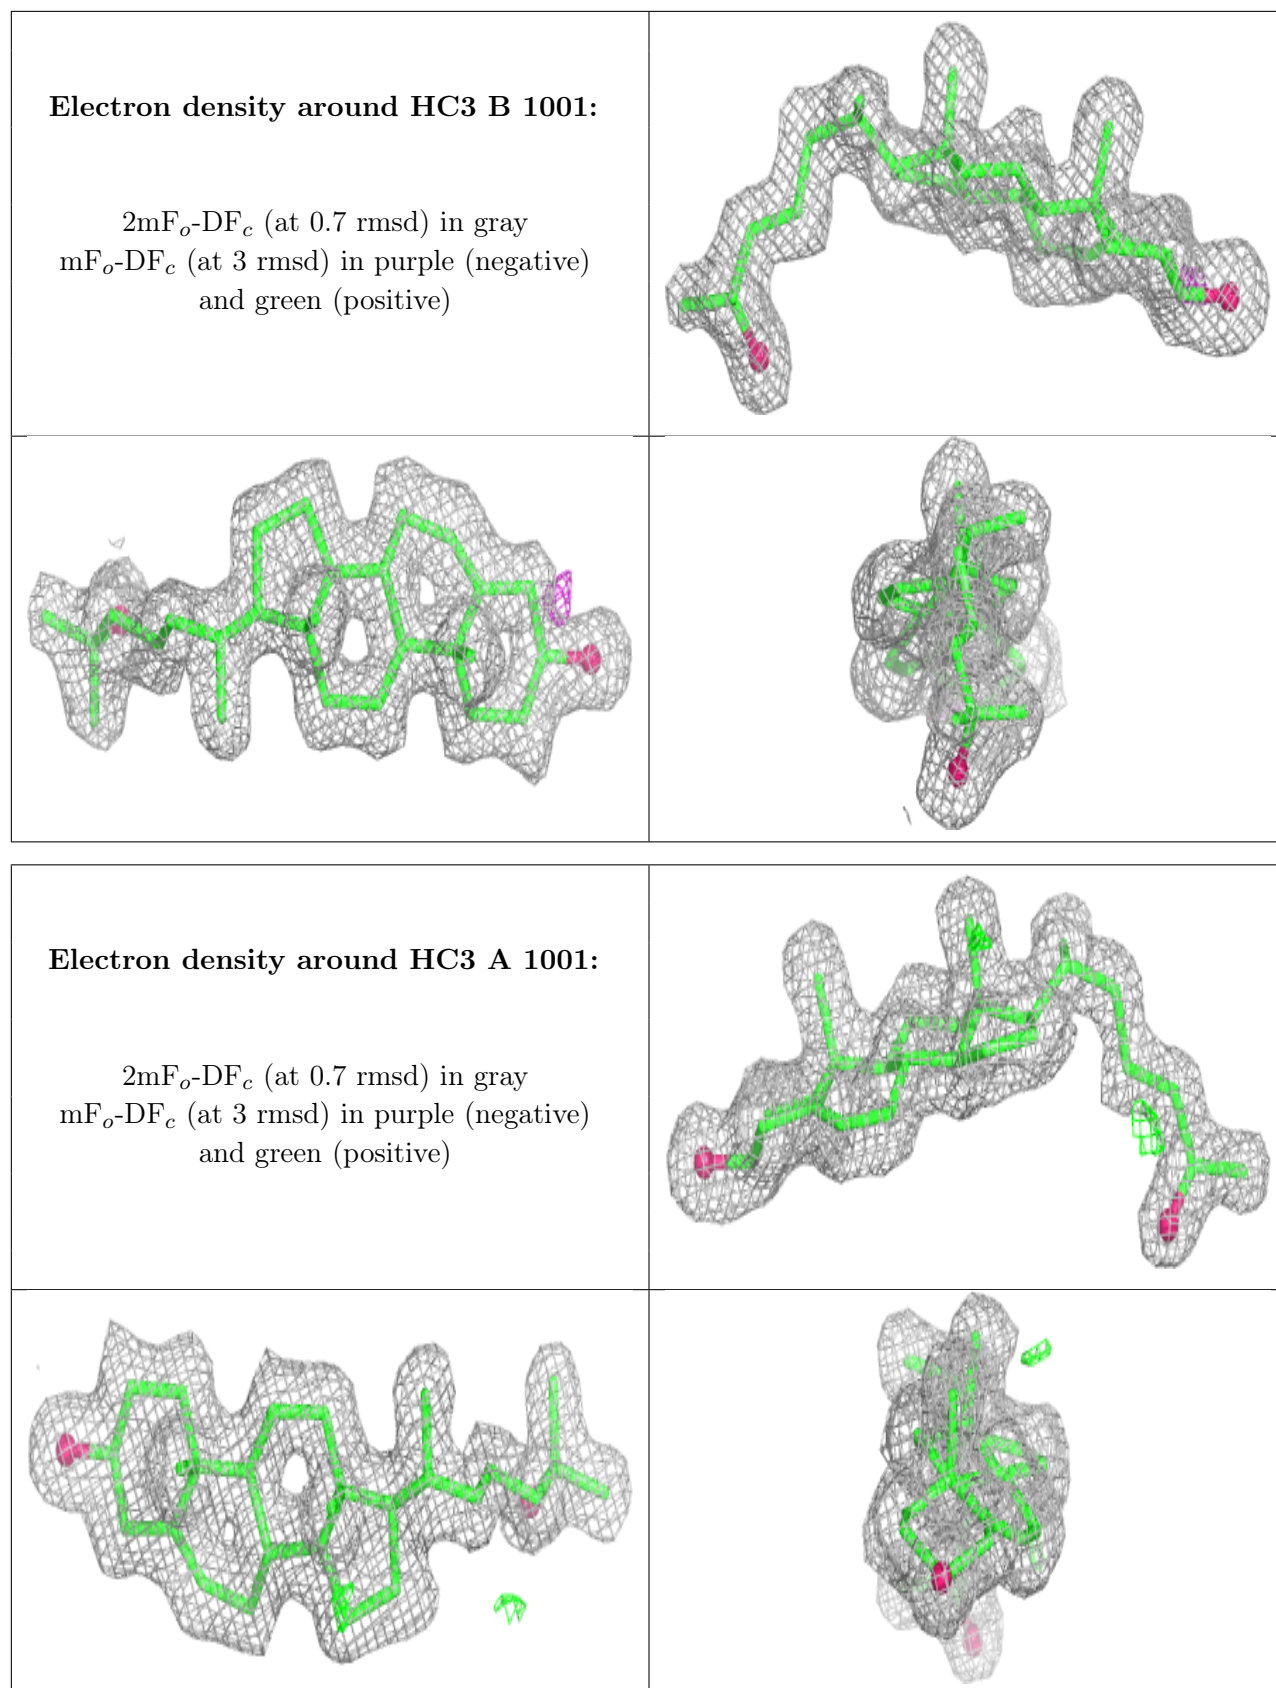 Electron density around HC3 B 1001:
2mFo-DFc (at 0.7 rmsd) in gray
mFo-DFc (at 3 rmsd) in purple (negative)
and green (positive)
Electron density around HC3 A 1001:
2mFo-DFc (at 0.7 rmsd) in gray
mFo-DFc (at 3 rmsd) in purple (negative)
and green (positive)